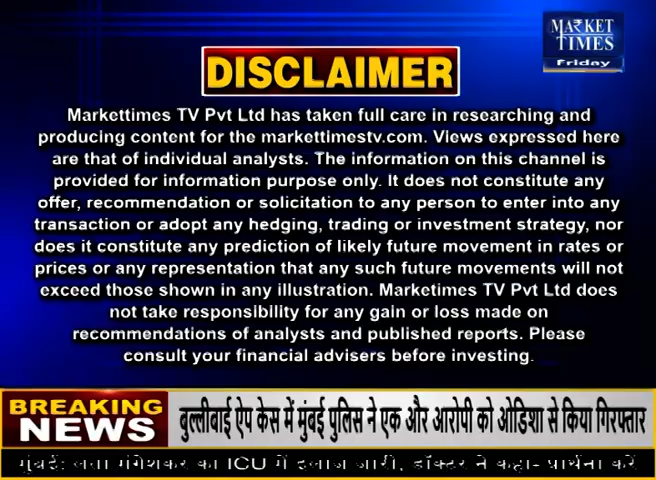 MARKET
TIMES
Friday
DISCLAIMER
Markettimes TV Pvt Ltd has taken full care in researching and
producing content for the markettimestv.com. Views expressed here
are that of individual analysts. The information on this channel is
provided for information purpose only. It does not constitute any
offer, recommendation or solicitation to any person to enter into any
transaction or adopt any hedging, trading or investment strategy, nor
does it constitute any prediction of likely future movement in rates or
prices or any representation that any such future movements will not
exceed those shown in any illustration. Marketimes TV Pvt Ltd does
not take responsibility for any gain or loss made on
recommendations of analysts and published reports. Please
consult your financial advisers before investing.
BREAKING
NEWS
बुल्लीबाई ऐप केस में मुंबई पुलिस ने एक और आरोपी को ओडिशा से किया गिरफ्तार
मुंबई: लता मंगेशकर का ICU में इलाज जारी, डॉक्टर ने कहा- प्रार्थना करें